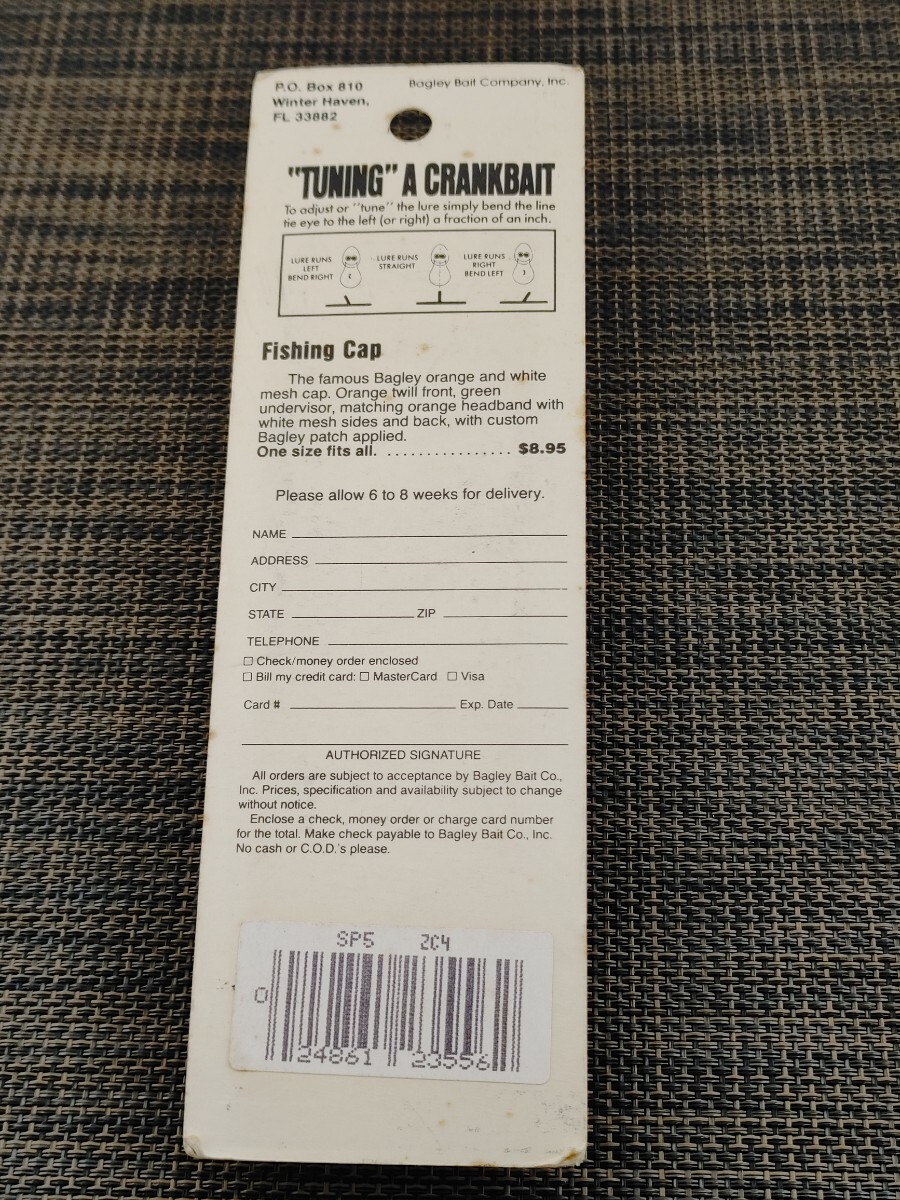 P.O. Box 810
Winter Haven,
FL 33882
Bagley Bait Company, Inc.
"TUNING" A CRANKBAIT
To adjust or "tune" the lure simply bend the line
tie eye to the left (or right) a fraction of an inch.
LURE RUNS
LEFT
BEND RIGHT
LURE RUNS
STRAIGHT
LURE RUNS
RIGHT
BEND LEFT
Fishing Cap
The famous Bagley orange and white
mesh cap. Orange twill front, green
undervisor, matching orange headband with
white mesh sides and back, with custom
Bagley patch applied.
One size fits all. ................ $8.95
Please allow 6 to 8 weeks for delivery.
NAME
ADDRESS
CITY
STATE ZIP
TELEPHONE
☐ Check/money order enclosed
☐ Bill my credit card: ☐ MasterCard ☐ Visa
Card # Exp. Date
AUTHORIZED SIGNATURE
All orders are subject to acceptance by Bagley Bait Co.,
Inc. Prices, specification and availability subject to change
without notice.
Enclose a check, money order or charge card number
for the total. Make check payable to Bagley Bait Co., Inc.
No cash or C.O.D.'s please.
SP5 ZC4
0 24861 23556